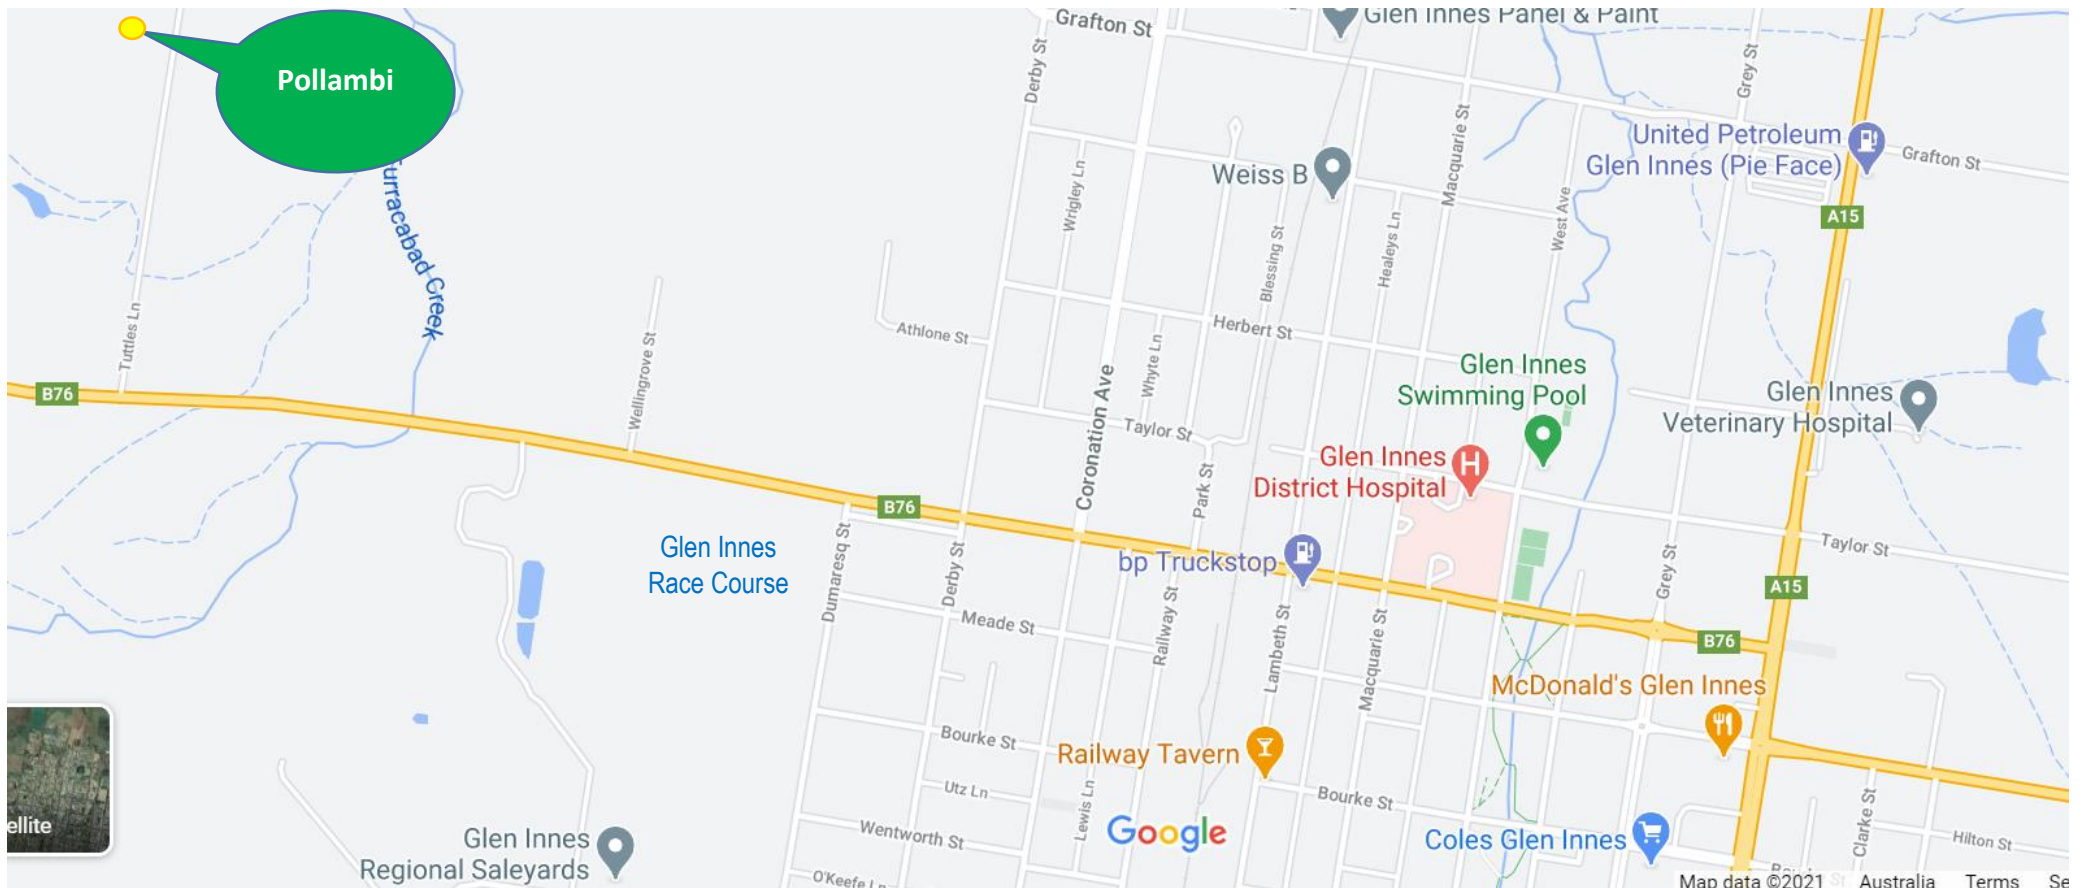 Grafton St
Glen Innes Panel & Paint
Pollambi
Derby St
Grey St
Macquarie St
United Petroleum
Glen Innes (Pie Face)
Grafton St
Weiss B
Wrigley Ln
West Ave
A15
Curracabad Creek
Blessing St
Healeys Ln
Tuttles Ln
Wellingrove St
Athlone St
Herbert St
Whyte Ln
Glen Innes
Swimming Pool
Glen Innes
Veterinary Hospital
B76
Coronation Ave
Taylor St
Glen Innes
District Hospital
Park St
B76
Glen Innes
Race Course
Dumaresq St
Derby St
bp Truckstop
Taylor St
Grey St
A15
Meade St
Railway St
Lambeth St
Macquarie St
B76
McDonald's Glen Innes
Bourke St
Railway Tavern
Utz Ln
Lewis Ln
Bourke St
ellite
Google
Glen Innes
Regional Saleyards
Wentworth St
Coles Glen Innes
Clarke St
Hilton St
O'Keefe Ln
Map data ©2021 Australia Terms Se